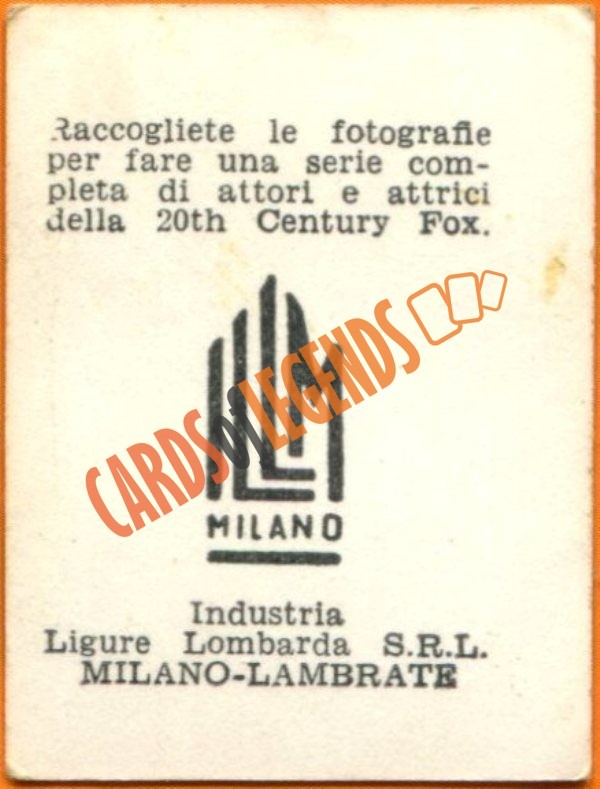 Raccogliete le fotografie
per fare una serie com-
pleta di attori e attrici
della 20th Century Fox.
CARDS of LEGENDS
MILANO
Industria
Ligure Lombarda S.R.L.
MILANO-LAMBRATE